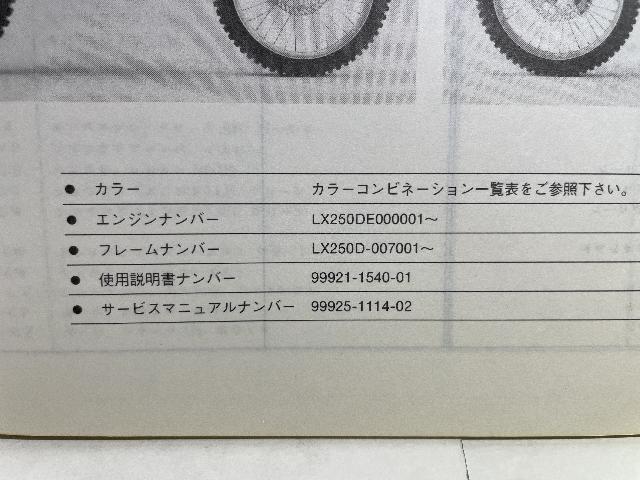 ● カラー カラーコンビネーション一覧表をご参照下さい。
● エンジンナンバー LX250DE000001～
● フレームナンバー LX250D-007001～
● 使用説明書ナンバー 99921-1540-01
● サービスマニュアルナンバー 99925-1114-02